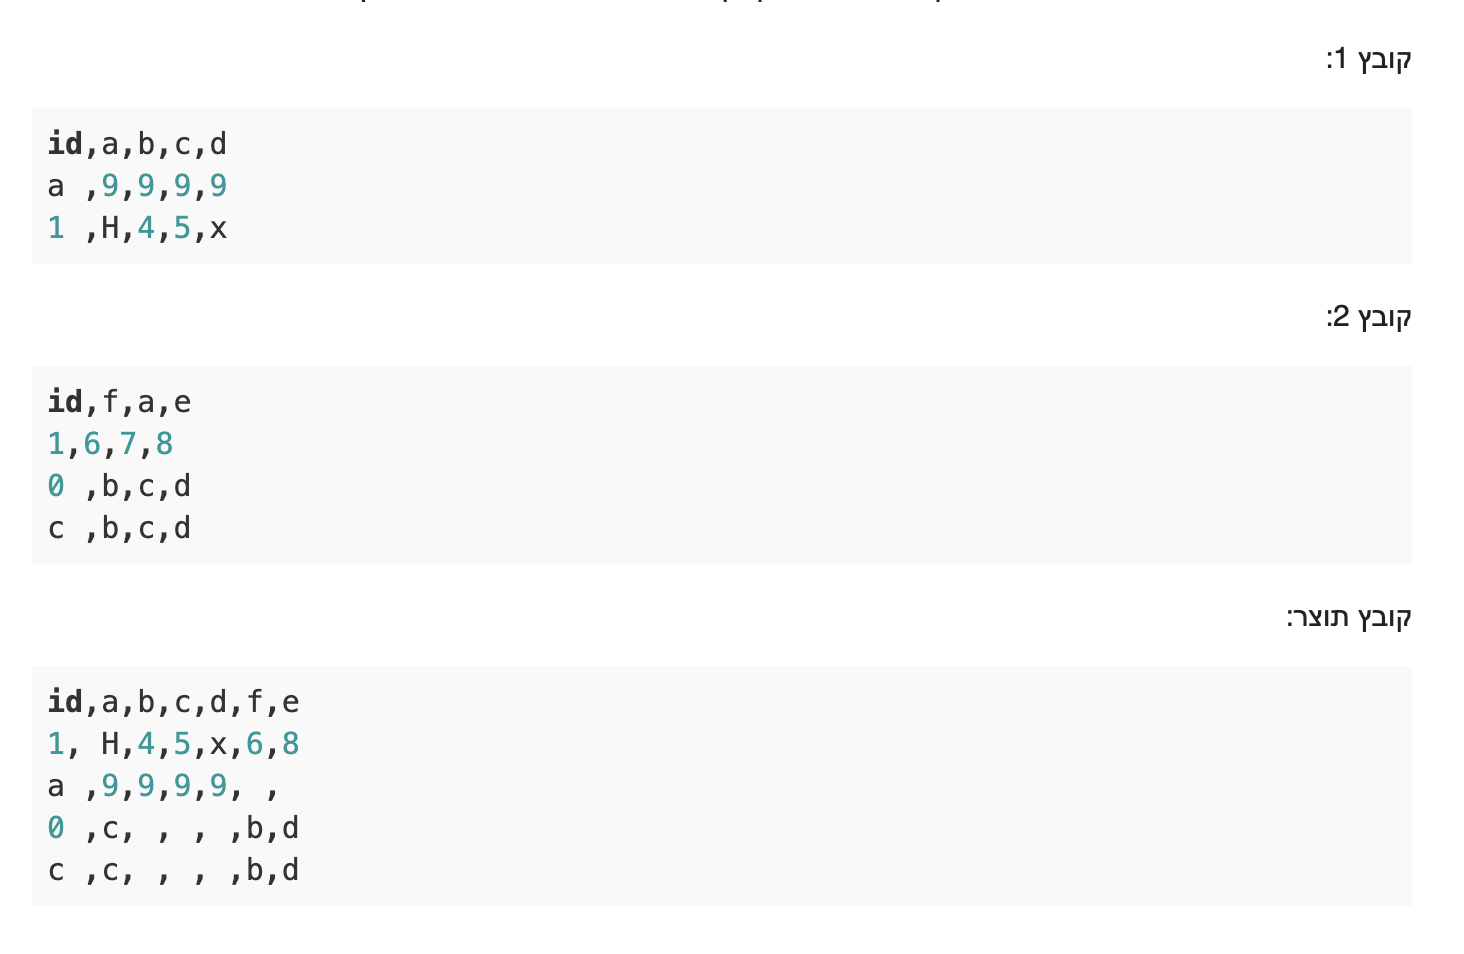 קובץ 1:
id,a,b,c,d
a ,9,9,9,9
1 ,H,4,5,x
קובץ 2:
id,f,a,e
1,6,7,8
0 ,b,c,d
c ,b,c,d
קובץ תוצר:
id,a,b,c,d,f,e
1, H,4,5,x,6,8
a ,9,9,9,9, ,
0 ,c, , , ,b,d
c ,c, , , ,b,d